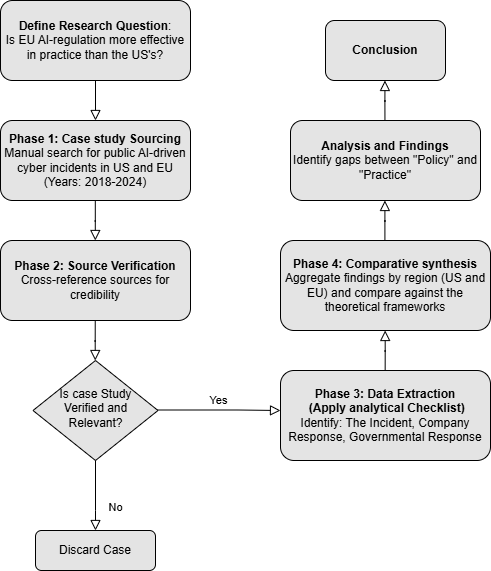 Define Research Question:
Is EU AI-regulation more effective
in practice than the US's?
Phase 1: Case study Sourcing
Manual search for public AI-driven
cyber incidents in US and EU
(Years: 2018-2024)
Phase 2: Source Verification
Cross-reference sources for
credibility
Is case Study
Verified and
Relevant?
No
Discard Case
Yes
Phase 3: Data Extraction
(Apply analytical Checklist)
Identify: The Incident, Company
Response, Governmental Response
Phase 4: Comparative synthesis
Aggregate findings by region (US and
EU) and compare against the
theoretical frameworks
Analysis and Findings
Identify gaps between "Policy" and
"Practice"
Conclusion